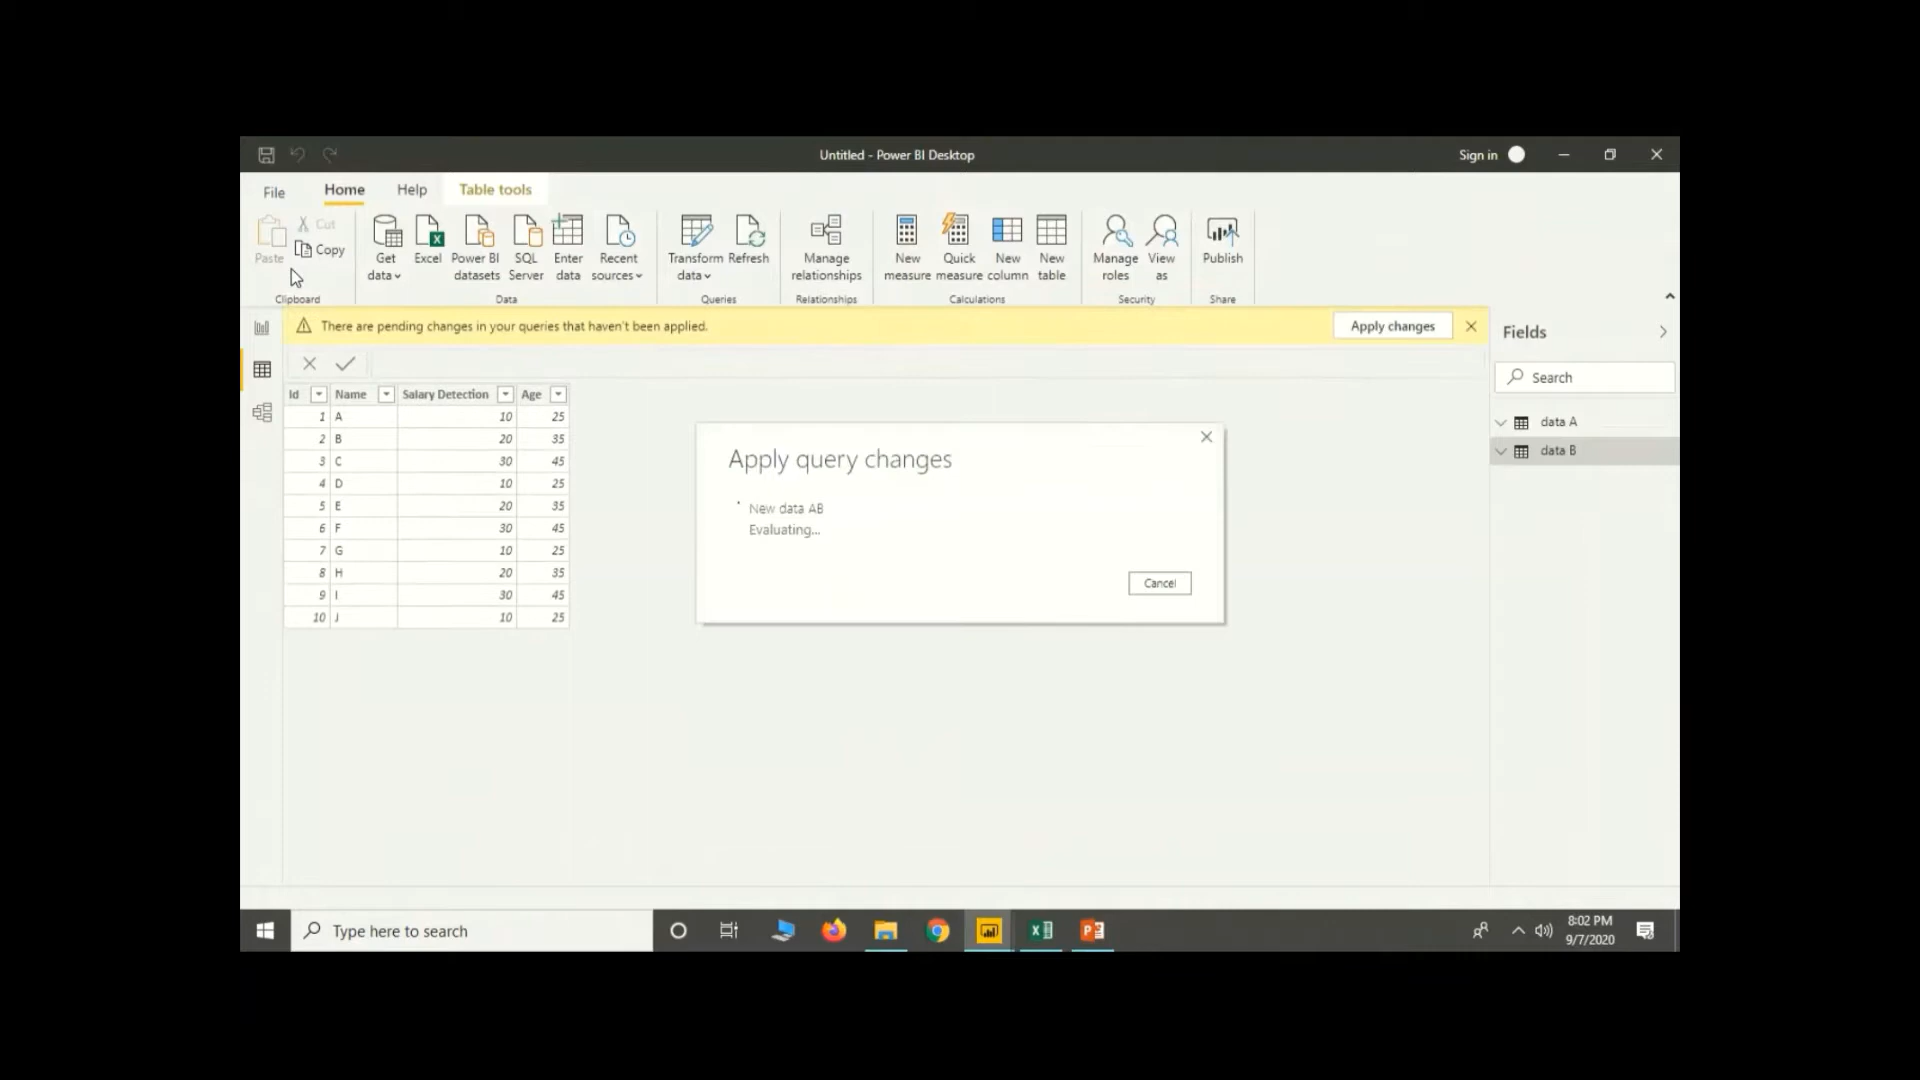 Untitled - Power BI Desktop
Sign in
File
Home
Help
Table tools
Paste
Cut
Copy
Clipboard
Get data
Excel
Power BI datasets
SQL Server
Enter data
Recent sources
Data
Transform data
Refresh
Queries
Manage relationships
Relationships
New measure
Quick measure
New column
New table
Calculations
Manage roles
View as
Security
Publish
Share
There are pending changes in your queries that haven't been applied.
Apply changes
Fields
Search
data A
data B
Id Name Salary Detection Age
1 A 10 25
2 B 20 35
3 C 30 45
4 D 10 25
5 E 20 35
6 F 30 45
7 G 10 25
8 H 20 35
9 I 30 45
10 J 10 25
Apply query changes
New data AB
Evaluating...
Cancel
Type here to search
8:02 PM
9/7/2020